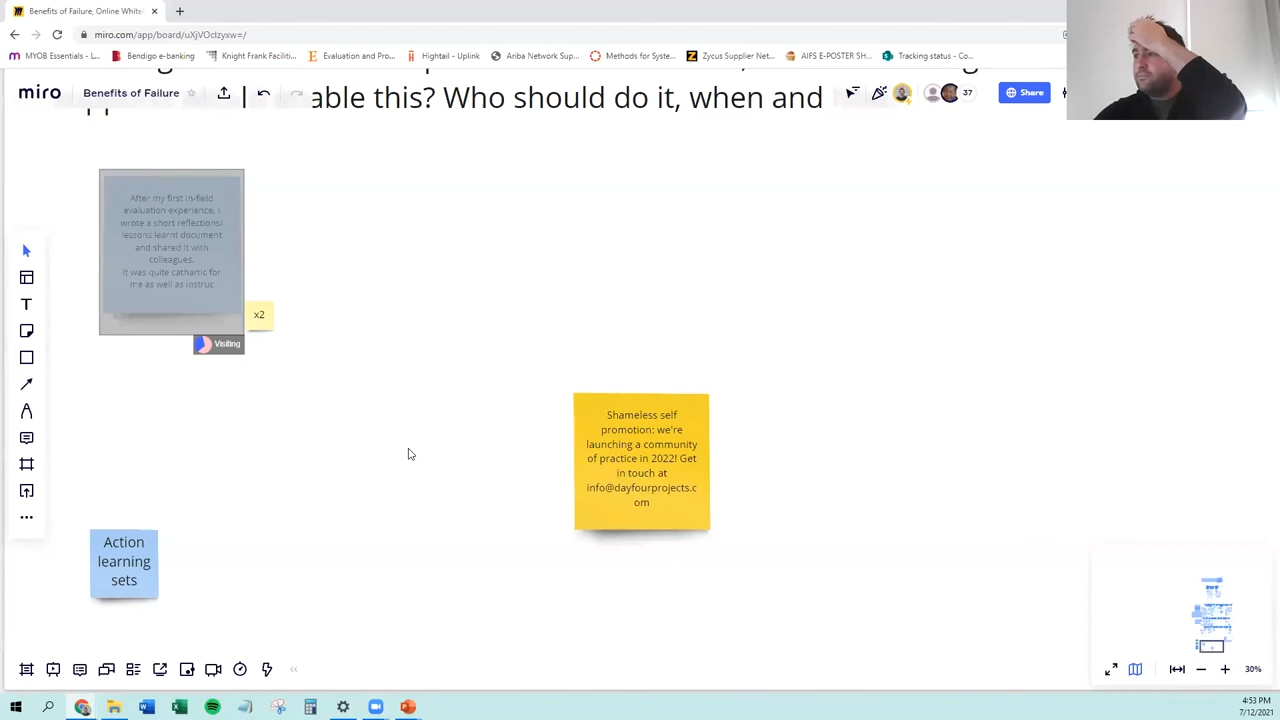 Benefits of Failure, Online White
miro.com/app/board/uXjVOcIzyxw=/
MYOB Essentials - L...
Bendigo e-banking
Knight Frank Faciliti...
Evaluation and Pro...
Hightail - Uplink
Ariba Network Sup...
Methods for Syste...
Zycus Supplier Net...
AIFS E-POSTER SH...
Tracking status - Co...
miro
Benefits of Failure
able this? Who should do it, when and
37
Share
After my first in-field
evaluation experience, i
wrote a short reflections/
lessons learnt document
and shared it with
colleagues.
It was quite cathartic for
me as well as instruc
x2
Visiting
Shameless self
promotion: we're
launching a community
of practice in 2022! Get
in touch at
info@dayfourprojects.c
om
Action
learning
sets
30%
4:53 PM
7/12/2021